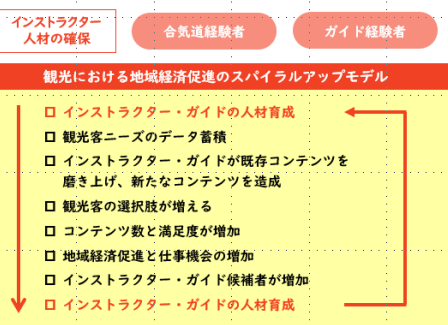 インストラクター
人材の確保
合気道経験者
ガイド経験者
観光における地域経済促進のスパイラルアップモデル
□ インストラクター・ガイドの人材育成
□ 観光客ニーズのデータ蓄積
□ インストラクター・ガイドが既存コンテンツを
磨き上げ、新たなコンテンツを造成
□ 観光客の選択肢が増える
□ コンテンツ数と満足度が増加
□ 地域経済促進と仕事機会の増加
□ インストラクター・ガイド候補者が増加
□ インストラクター・ガイドの人材育成